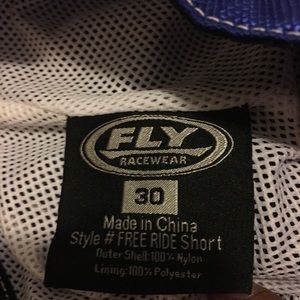 FLY
RACEWEAR
30
Made in China
Style # FREE RIDE Short
Outer Shell:100% Nylon
Lining:100% Polyester